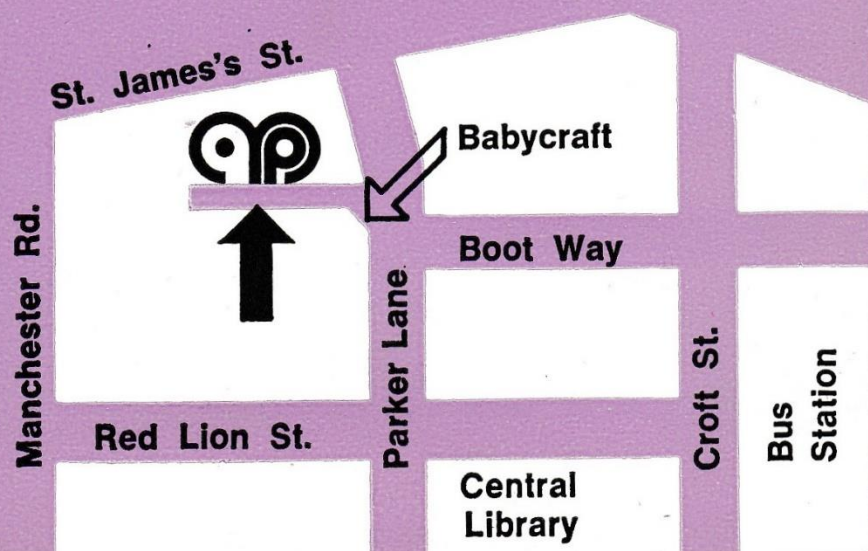 St. James's St.
Babycraft
Manchester Rd.
Boot Way
Parker Lane
Croft St.
Bus
Station
Red Lion St.
Central
Library